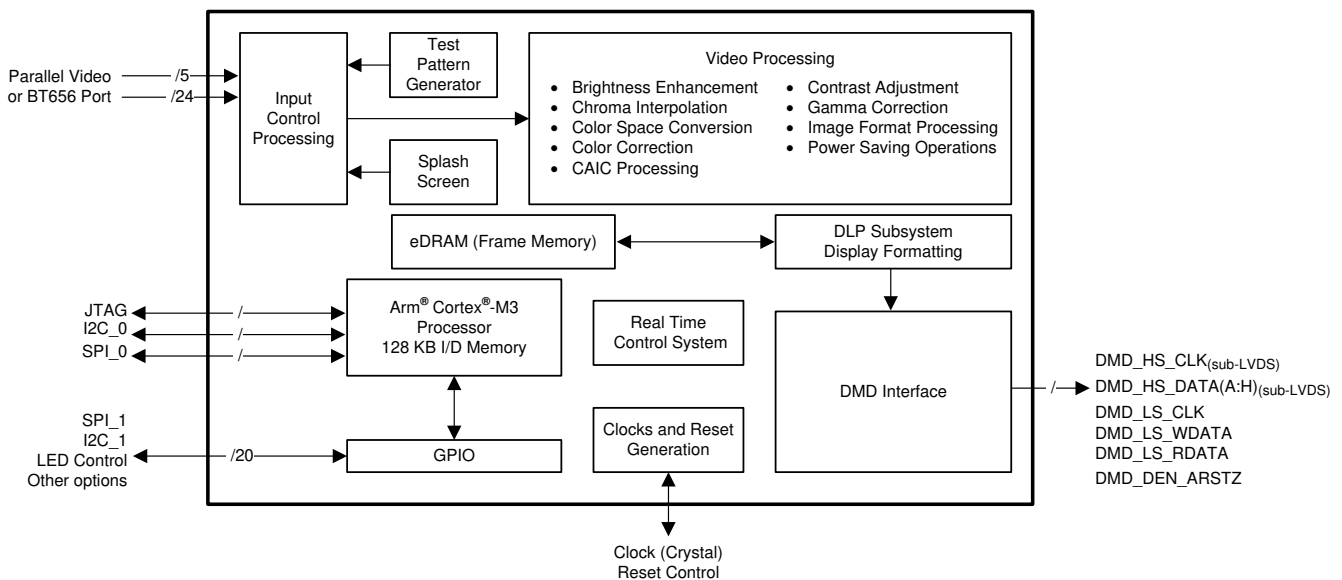 Parallel Video
or BT656 Port
/5
/24
Input
Control
Processing
Test
Pattern
Generator
Splash
Screen
Video Processing
• Brightness Enhancement
• Chroma Interpolation
• Color Space Conversion
• Color Correction
• CAIC Processing
• Contrast Adjustment
• Gamma Correction
• Image Format Processing
• Power Saving Operations
eDRAM (Frame Memory)
DLP Subsystem
Display Formatting
JTAG
I2C_0
SPI_0
/
/
/
Arm® Cortex®-M3
Processor
128 KB I/D Memory
Real Time
Control System
DMD Interface
/
DMD_HS_CLK(sub-LVDS)
DMD_HS_DATA(A:H)(sub-LVDS)
DMD_LS_CLK
DMD_LS_WDATA
DMD_LS_RDATA
DMD_DEN_ARSTZ
SPI_1
I2C_1
LED Control
Other options
/20
GPIO
Clocks and Reset
Generation
Clock (Crystal)
Reset Control